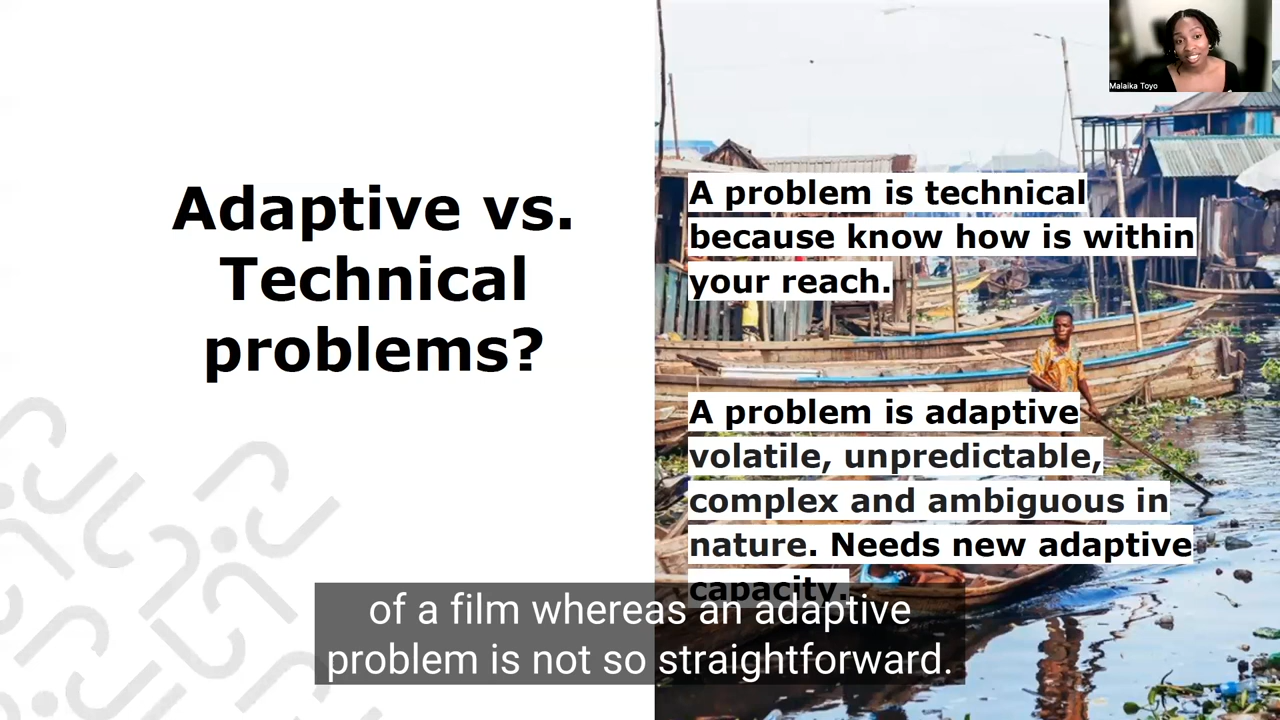 Malaika Toyo
Adaptive vs.
Technical
problems?
A problem is technical
because know how is within
your reach.
A problem is adaptive
volatile, unpredictable,
complex and ambiguous in
nature. Needs new adaptive
capacity.
of a film whereas an adaptive
problem is not so straightforward.